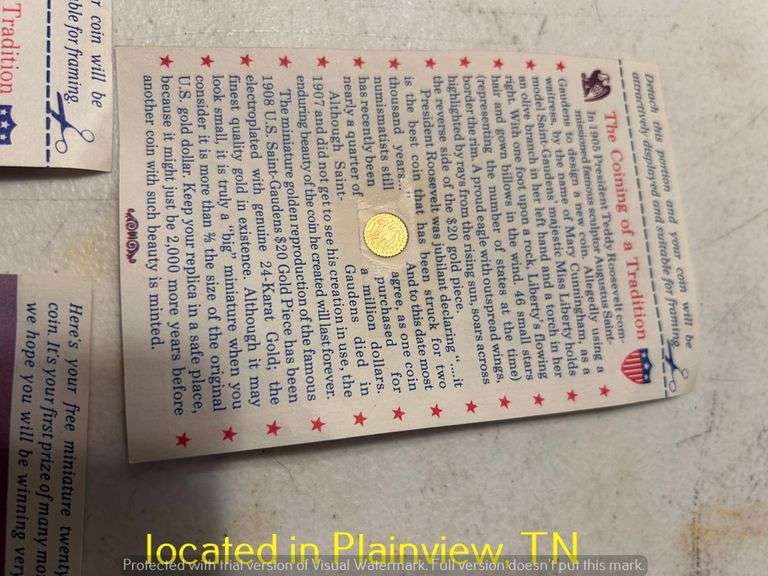 Detach this portion and your coin will be
attractively displayed and suitable for framing.
The Coining of a Tradition
In 1905 President Teddy Roosevelt com-
missioned famous sculptor Augustus Saint-
Gaudens to design a new coin. Allegedly using a
waitress, by the name of Mary Cunningham, as a
model Saint-Gaudens' majestic Miss Liberty holds
an olive branch in her left hand and a torch in her
right. With one foot upon a rock, Liberty's flowing
hair and gown billows in the wind. 46 small stars
(representing the number of states at the time)
border the rim. A proud eagle with outspread wings,
highlighted by rays from the rising sun, soars across
the reverse side of the $20 gold piece.
President Roosevelt was jubilant declaring ".....it
is the best coin that has been struck for two
thousand years...." And to this date most
numismatists still agree, as one coin
has recently been purchased for
nearly a quarter of a million dollars.
Although Saint- Gaudens died in
1907 and did not get to see his creation in use, the
enduring beauty of the coin he created will last forever.
The miniature golden reproduction of the famous
1908 U.S. Saint-Gaudens $20 Gold Piece has been
electroplated with genuine 24-Karat Gold; the
finest quality gold in existence. Although it may
look small, it is truly a "big" miniature when you
consider it is more than ⅔ the size of the original
U.S. gold dollar. Keep your replica in a safe place,
because it might just be 2,000 more years before
another coin with such beauty is minted.
r coin will be
ble for framing
Tradition
Here's your free miniature twenty
coin. It's your first prize of many mo
we hope you will be winning very
located in Plainview, TN
Protected with trial version of Visual Watermark. Full version doesn't put this mark.